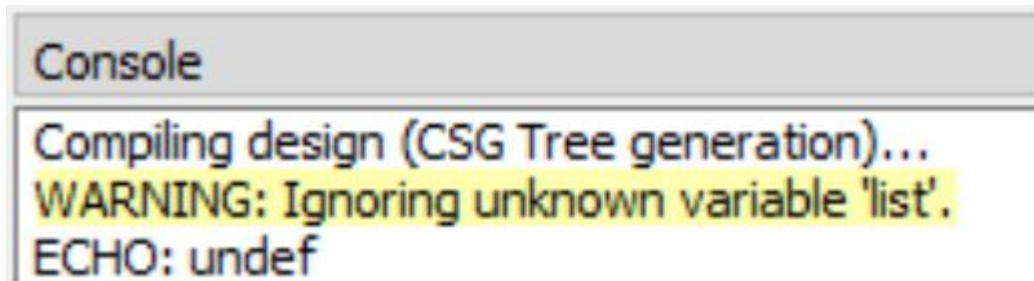 Console
Compiling design (CSG Tree generation)...
WARNING: Ignoring unknown variable 'list'.
ECHO: undef